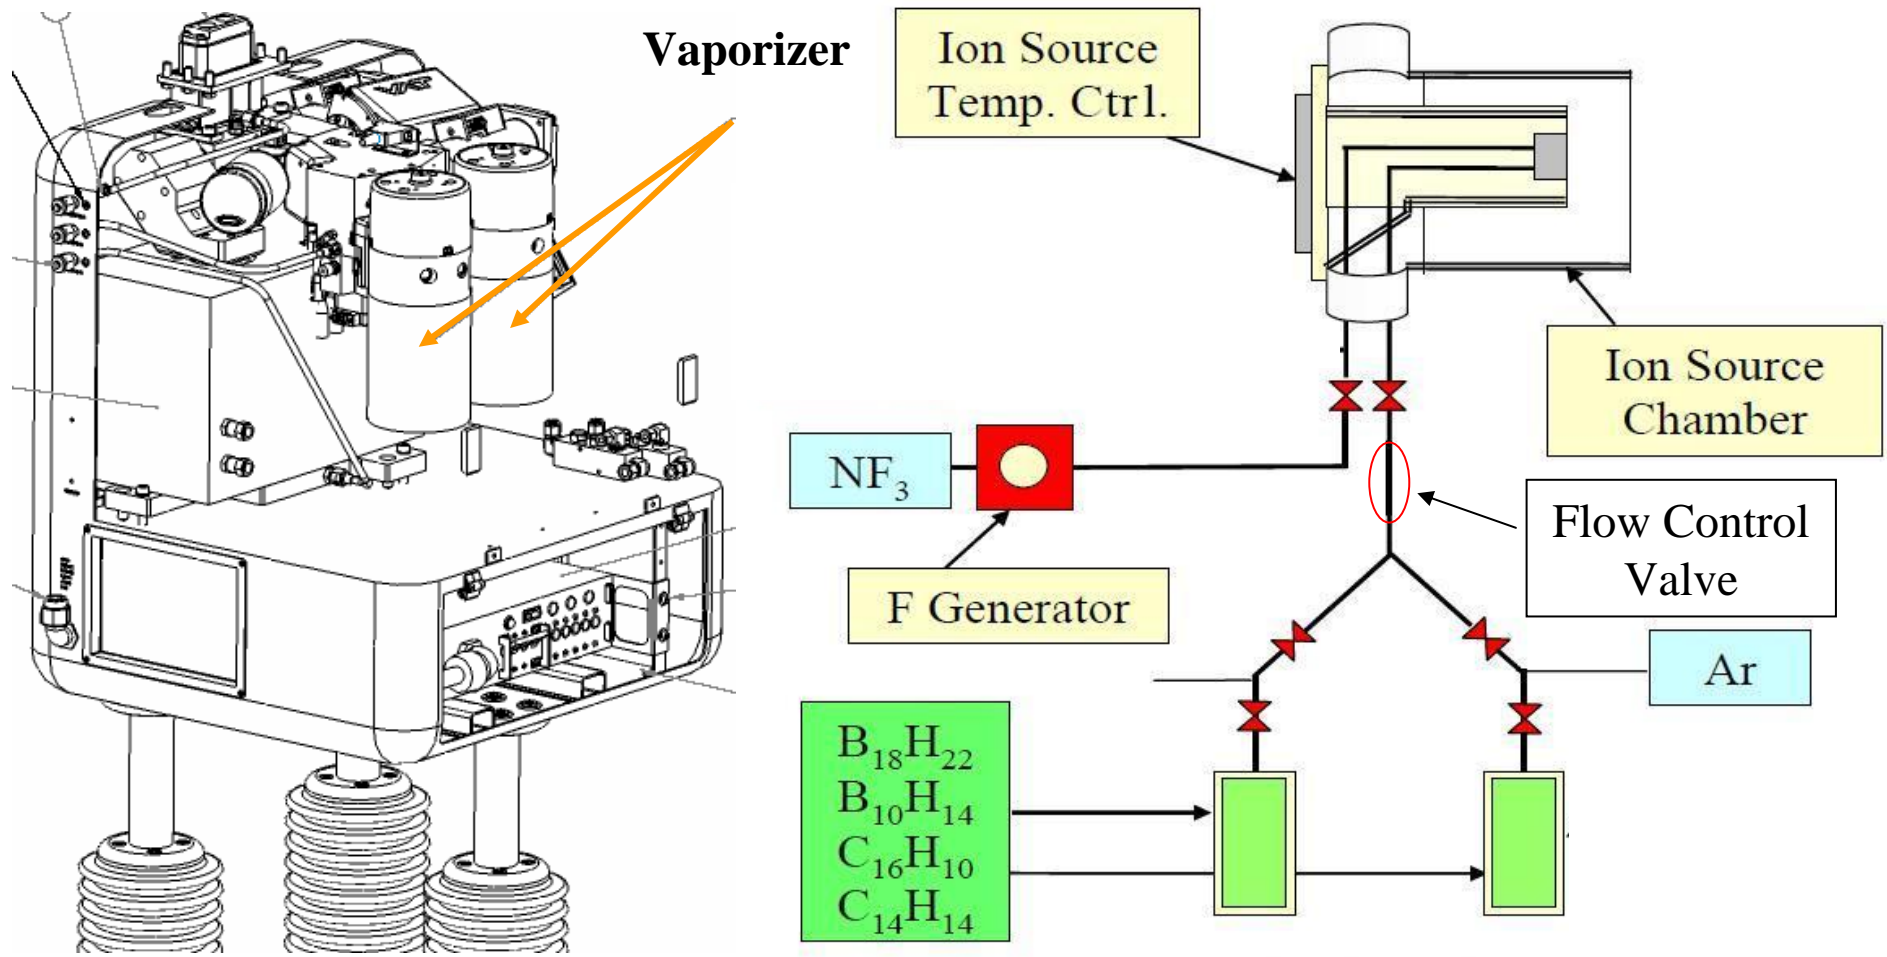 Vaporizer
Ion Source
Temp. Ctrl.
Ion Source
Chamber
NF₃
Flow Control
Valve
F Generator
Ar
B₁₈H₂₂
B₁₀H₁₄
C₁₆H₁₀
C₁₄H₁₄